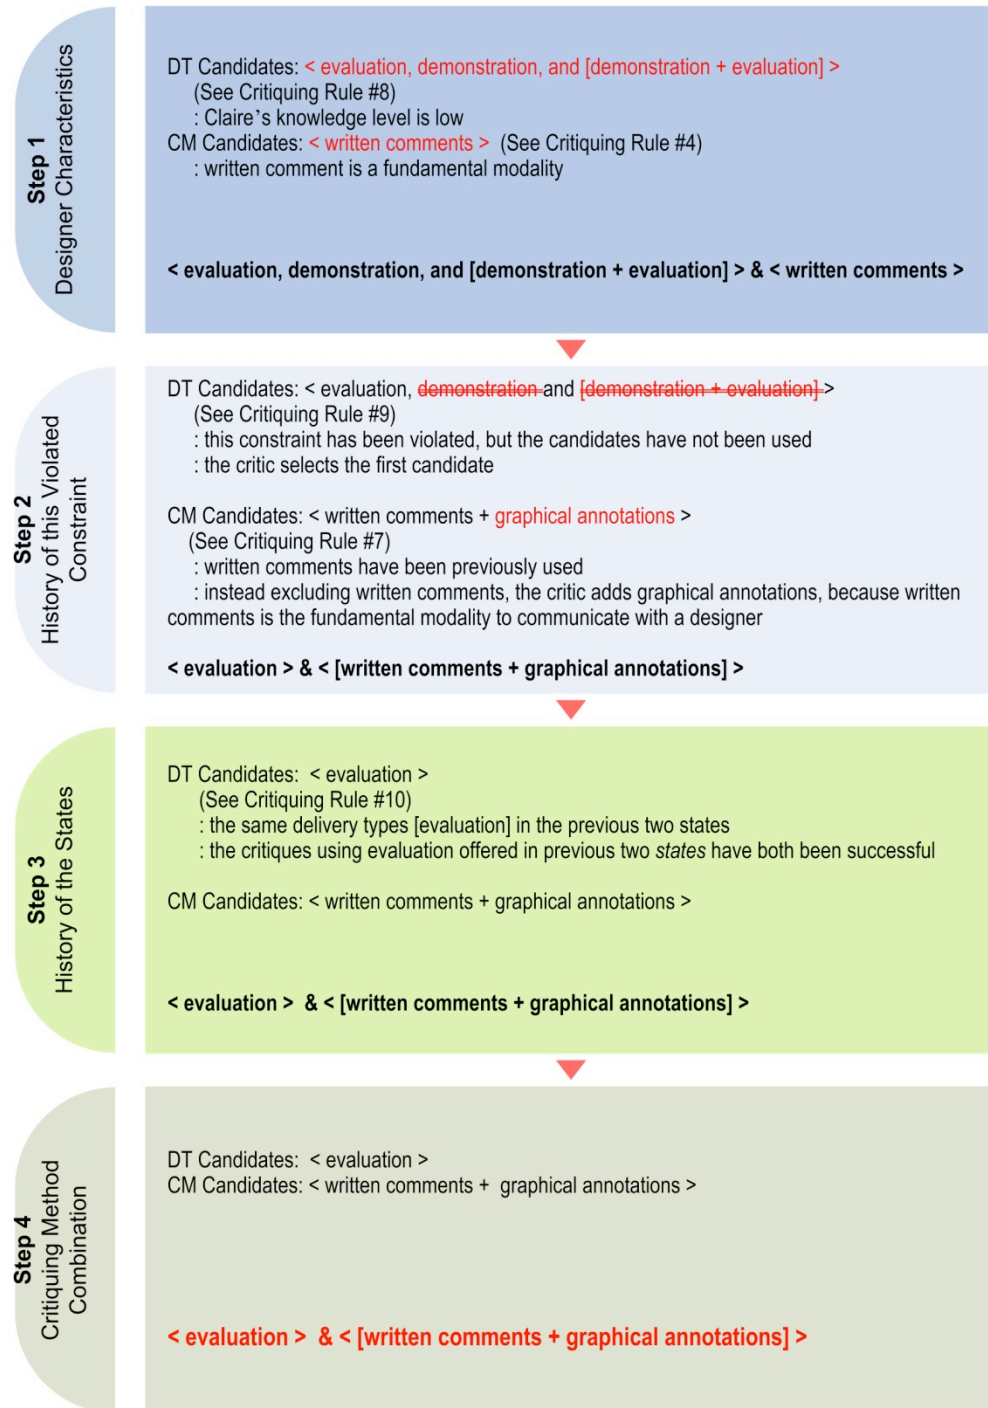 Step 1
Designer Characteristics
DT Candidates: < evaluation, demonstration, and [demonstration + evaluation] >
(See Critiquing Rule #8)
: Claire's knowledge level is low
CM Candidates: < written comments > (See Critiquing Rule #4)
: written comment is a fundamental modality
< evaluation, demonstration, and [demonstration + evaluation] > & < written comments >
Step 2
History of this Violated
Constraint
DT Candidates: < evaluation, demonstration and [demonstration + evaluation] >
(See Critiquing Rule #9)
: this constraint has been violated, but the candidates have not been used
: the critic selects the first candidate
CM Candidates: < written comments + graphical annotations >
(See Critiquing Rule #7)
: written comments have been previously used
: instead excluding written comments, the critic adds graphical annotations, because written
comments is the fundamental modality to communicate with a designer
< evaluation > & < [written comments + graphical annotations] >
Step 3
History of the States
DT Candidates: < evaluation >
(See Critiquing Rule #10)
: the same delivery types [evaluation] in the previous two states
: the critiques using evaluation offered in previous two states have both been successful
CM Candidates: < written comments + graphical annotations >
< evaluation > & < [written comments + graphical annotations] >
Step 4
Critiquing Method
Combination
DT Candidates: < evaluation >
CM Candidates: < written comments + graphical annotations >
< evaluation > & < [written comments + graphical annotations] >